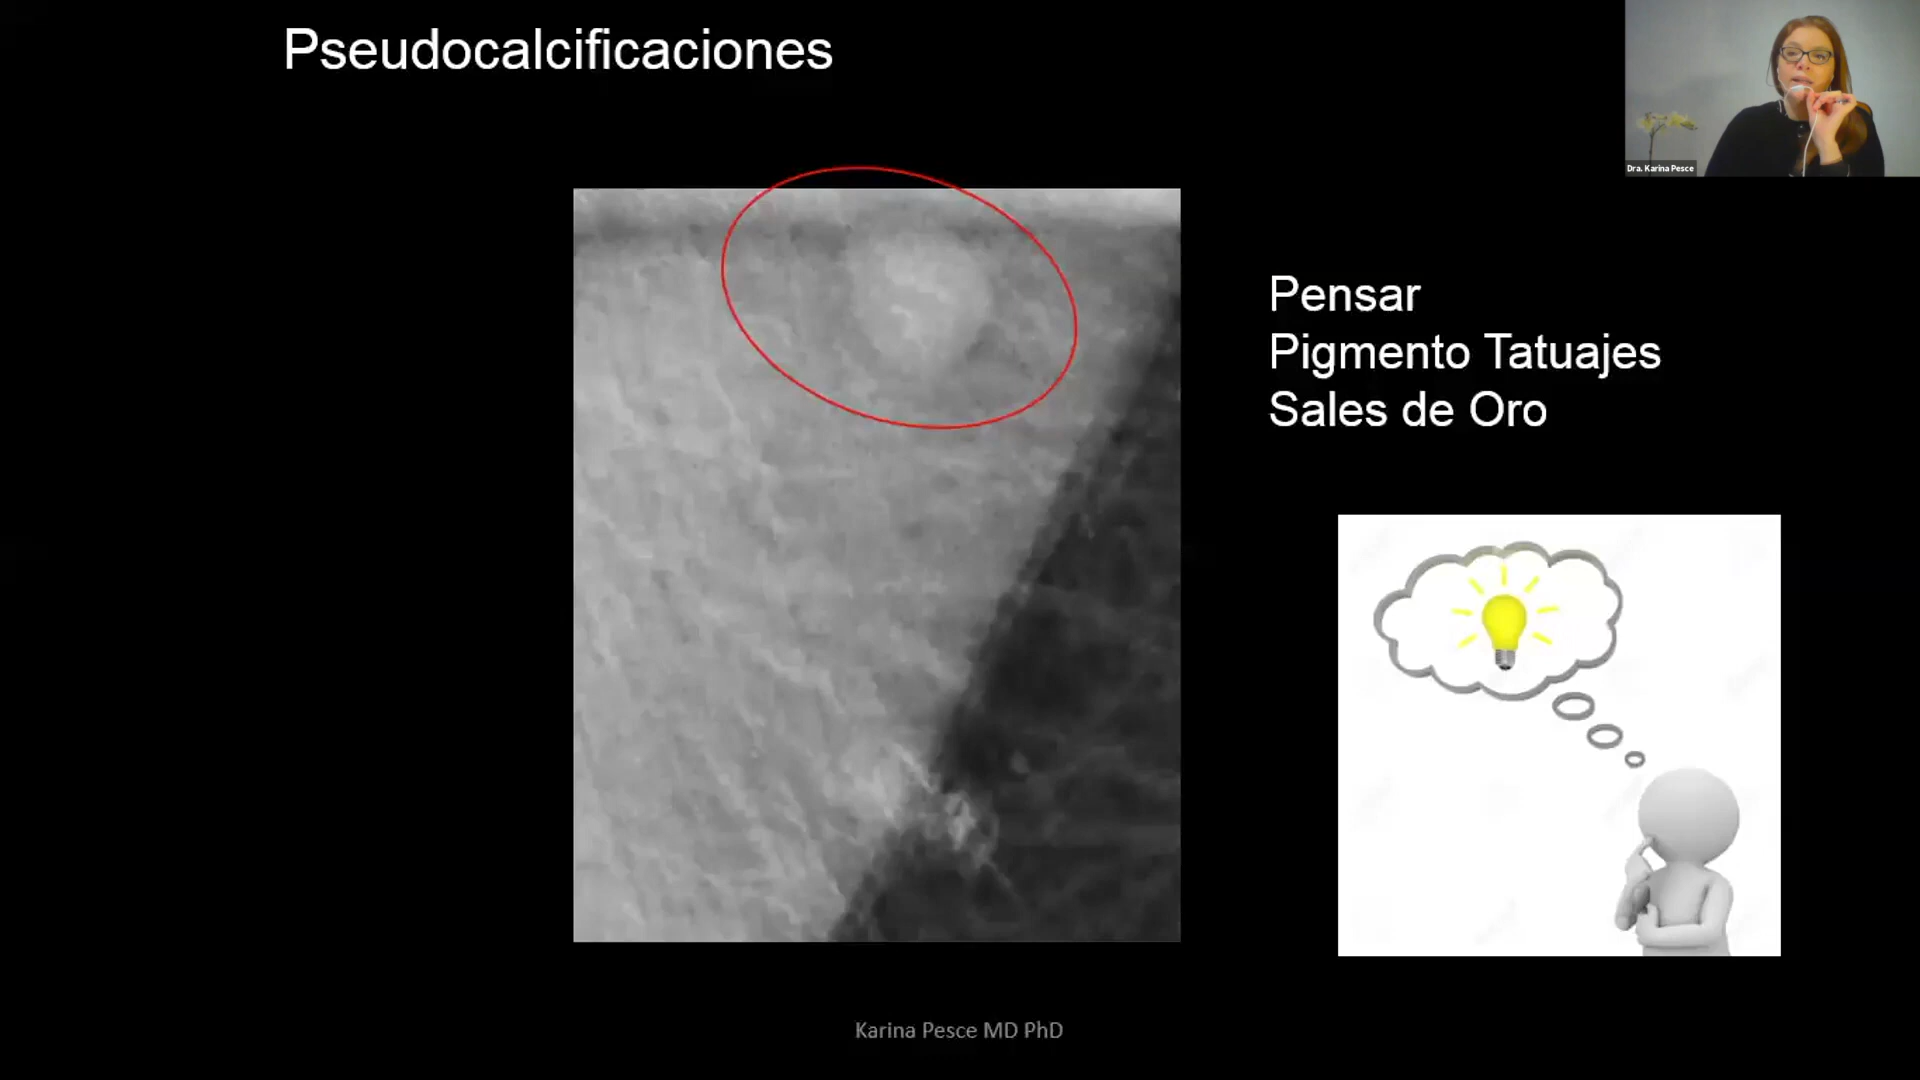 Pseudocalcificaciones
Dra. Karina Pesce
Pensar
Pigmento Tatuajes
Sales de Oro
Karina Pesce MD PhD